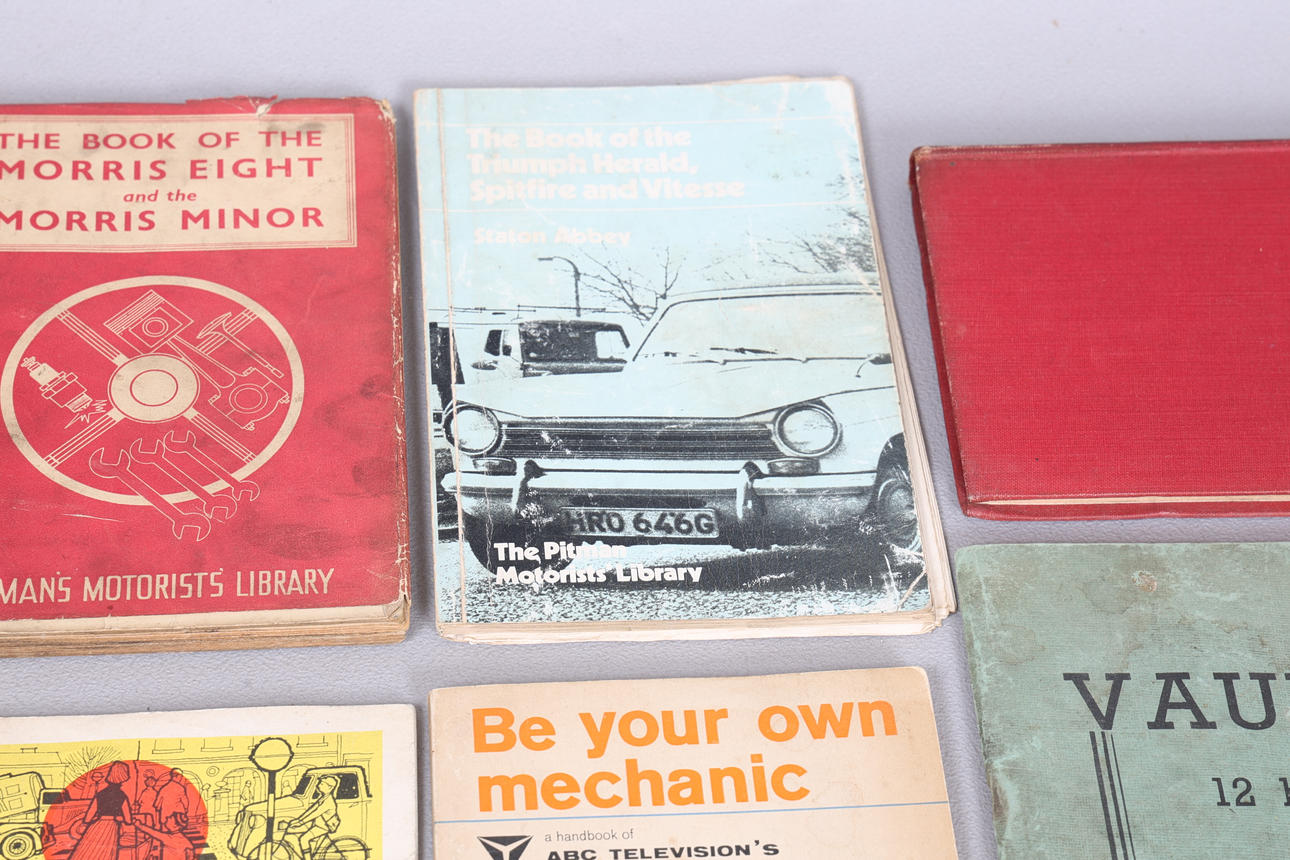 THE BOOK OF THE
MORRIS EIGHT
and the
MORRIS MINOR
MAN'S MOTORISTS' LIBRARY
The Book of the
Triumph Herald,
Spitfire and Vitesse
Staton Abbey
HRO 646G
The Pitman
Motorists' Library
Be your own
mechanic
a handbook of
ABC TELEVISION'S
VAU
12